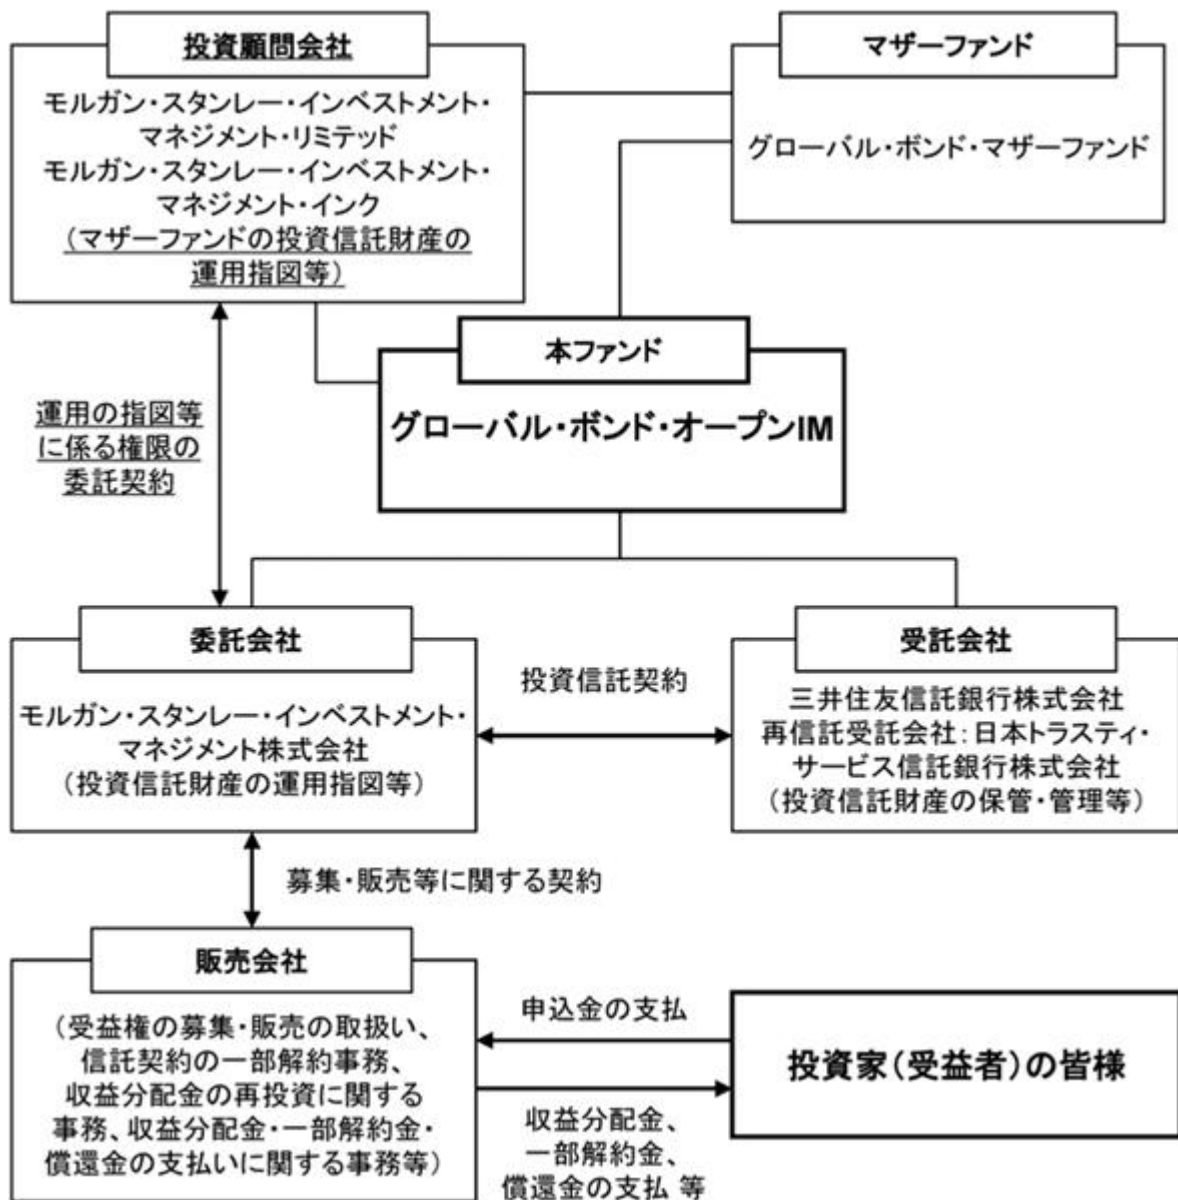 投資顧問会社
モルガン・スタンレー・インベストメント・
マネジメント・リミテッド
モルガン・スタンレー・インベストメント・
マネジメント・インク
（マザーファンドの投資信託財産の
運用指図等）
マザーファンド
グローバル・ボンド・マザーファンド
本ファンド
グローバル・ボンド・オープンIM
運用の指図等
に係る権限の
委託契約
委託会社
モルガン・スタンレー・インベストメント・
マネジメント株式会社
（投資信託財産の運用指図等）
投資信託契約
受託会社
三井住友信託銀行株式会社
再信託受託会社：日本トラスティ・
サービス信託銀行株式会社
（投資信託財産の保管・管理等）
募集・販売等に関する契約
販売会社
（受益権の募集・販売の取扱い、
信託契約の一部解約事務、
収益分配金の再投資に関する
事務、収益分配金・一部解約金・
償還金の支払いに関する事務等）
申込金の支払
収益分配金、
一部解約金、
償還金の支払 等
投資家（受益者）の皆様